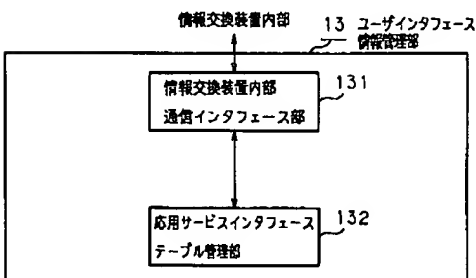 情報交換装置内部
13 ユーザインタフェース
情報管理部
情報交換装置内部
131
通信インタフェース部
応用サービスインタフェース
132
テーブル管理部